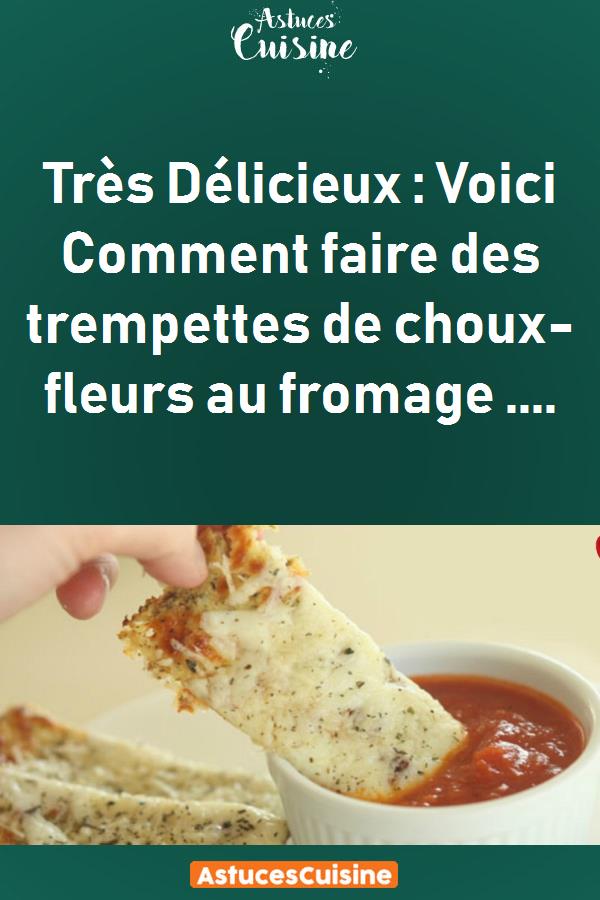 Astuces
Cuisine
Très Délicieux : Voici
Comment faire des
trempettes de choux-
fleurs au fromage ....
AstucesCuisine